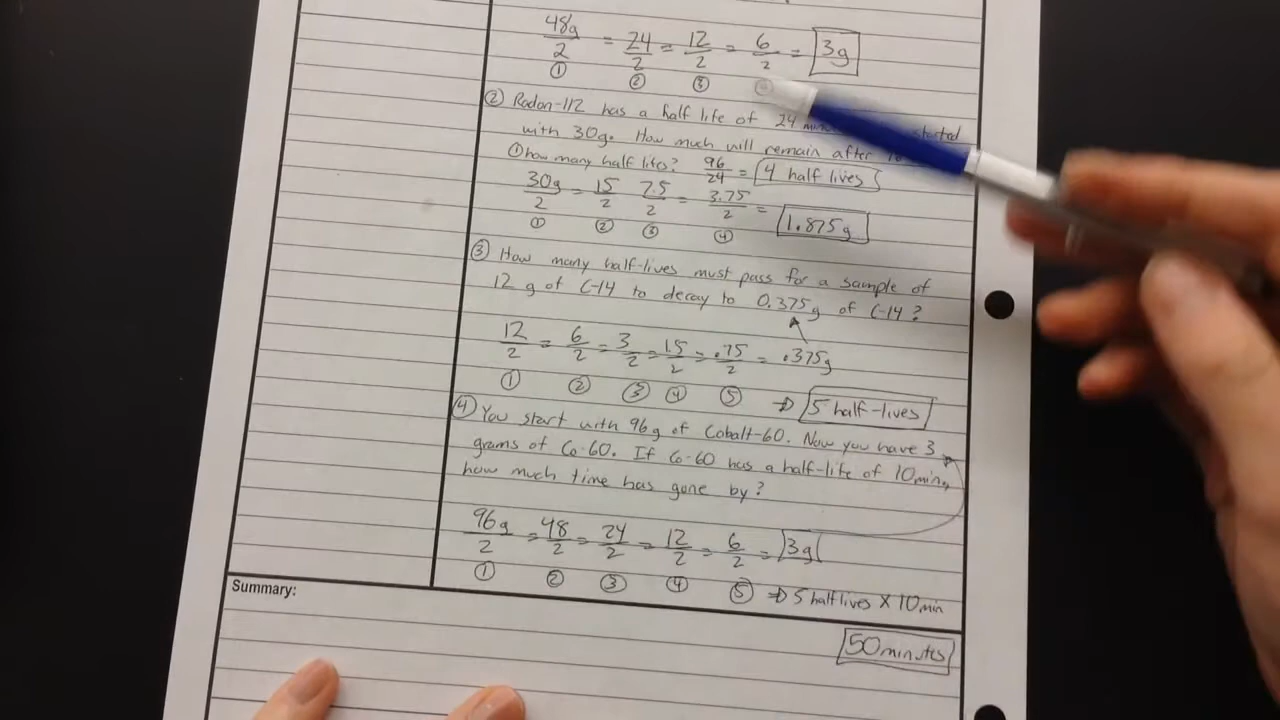 48g/2 = 24/2 = 12/2 = 6/2 = 3g
① ② ③ ④
② Radon-112 has a half life of 24 started
with 30g. How much will remain after
① how many half lifes? 96/24 = 4 half lives
30g/2 = 15/2 7.5/2 = 3.75/2 = 1.875g
① ② ③ ④
③ How many half-lives must pass for a sample of
12 g of C-14 to decay to 0.375g of C-14?
12/2 = 6/2 = 3/2 = 1.5/2 = .75/2 = .375g
① ② ③ ④ ⑤ → 5 half-lives
④ You start with 96g of Cobalt-60. Now you have 3
grams of Co-60. If Co-60 has a half-life of 10min,
how much time has gone by?
96g/2 = 48/2 = 24/2 = 12/2 = 6/2 = 3g
① ② ③ ④ ⑤ → 5 half lives X 10min
Summary:
50 minutes